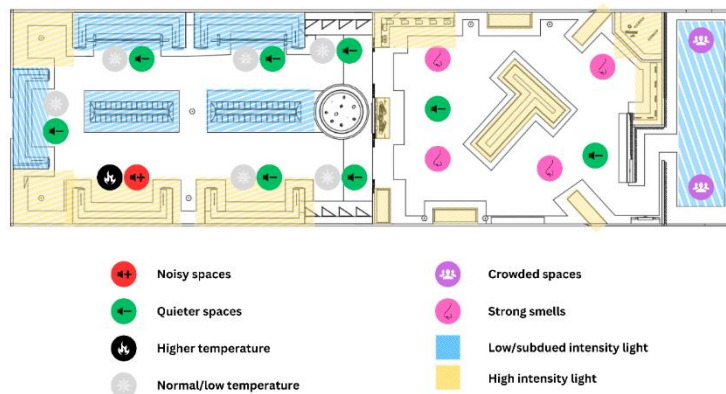 Noisy spaces
Crowded spaces
Quieter spaces
Strong smells
Higher temperature
Low/subdued intensity light
Normal/low temperature
High intensity light